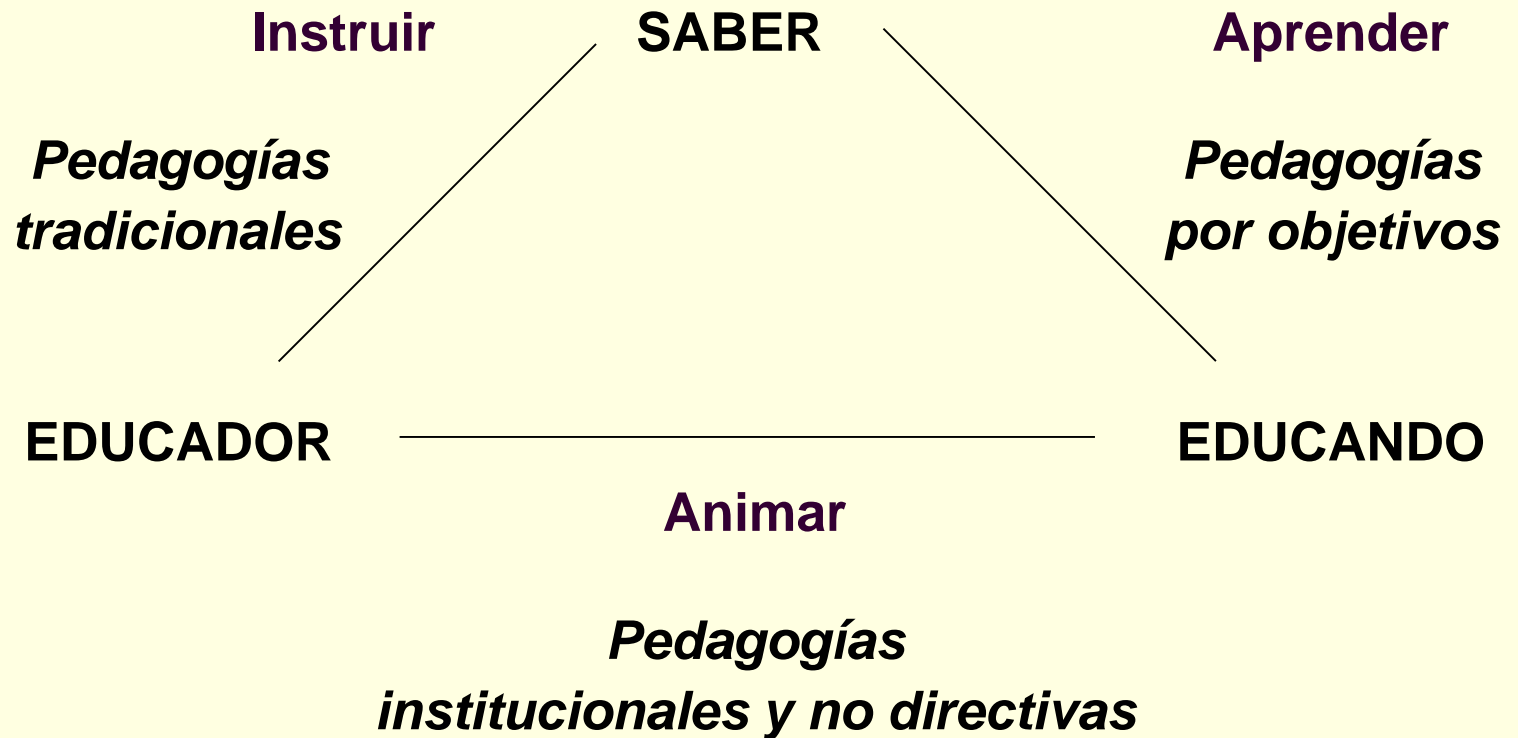 Instruir
SABER
Aprender
Pedagogías
tradicionales
Pedagogías
por objetivos
EDUCADOR
EDUCANDO
Animar
Pedagogías
institucionales y no directivas